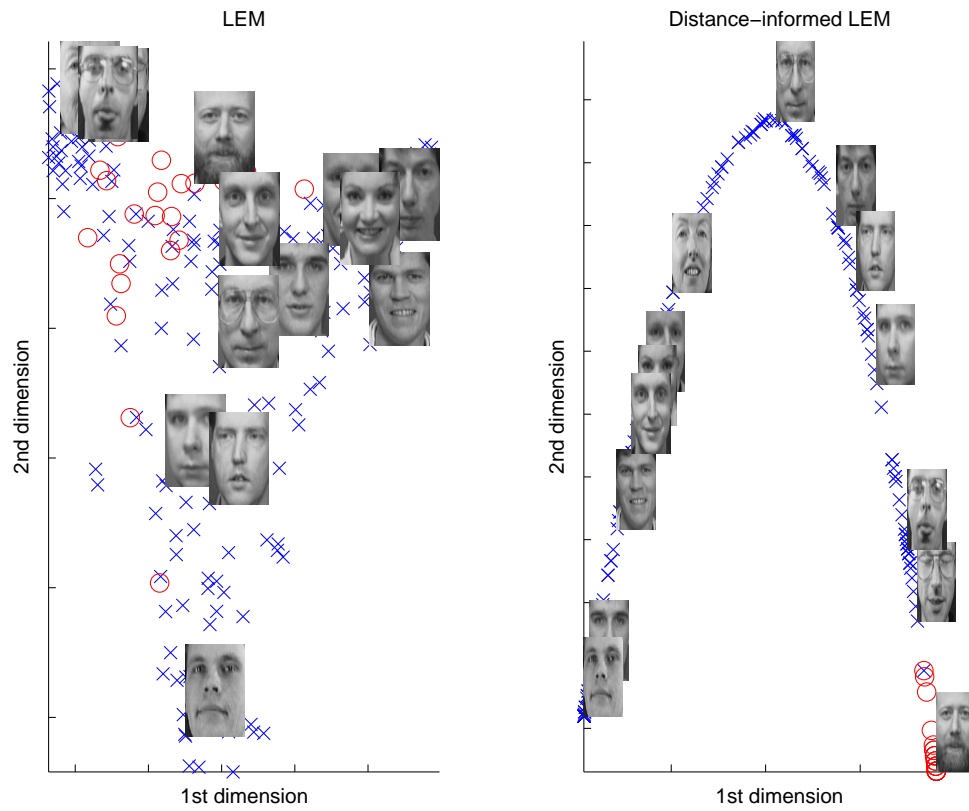 LEM
Distance−informed LEM
2nd dimension
2nd dimension
1st dimension
1st dimension